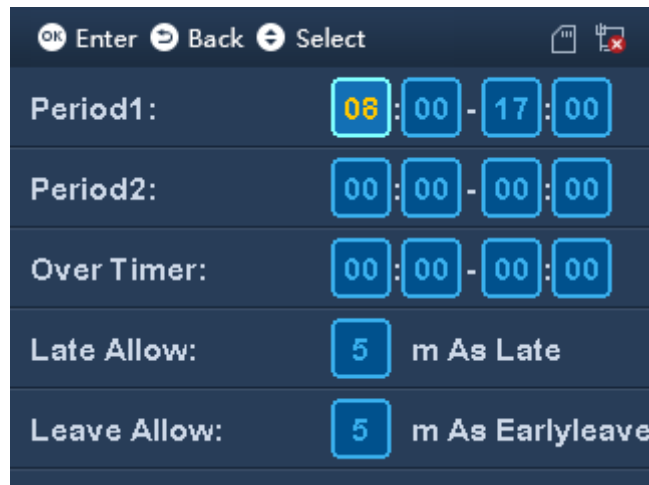 OK Enter Back Select
Period1: 08:00-17:00
Period2: 00:00-00:00
Over Timer: 00:00-00:00
Late Allow: 5 m As Late
Leave Allow: 5 m As Earlyleave